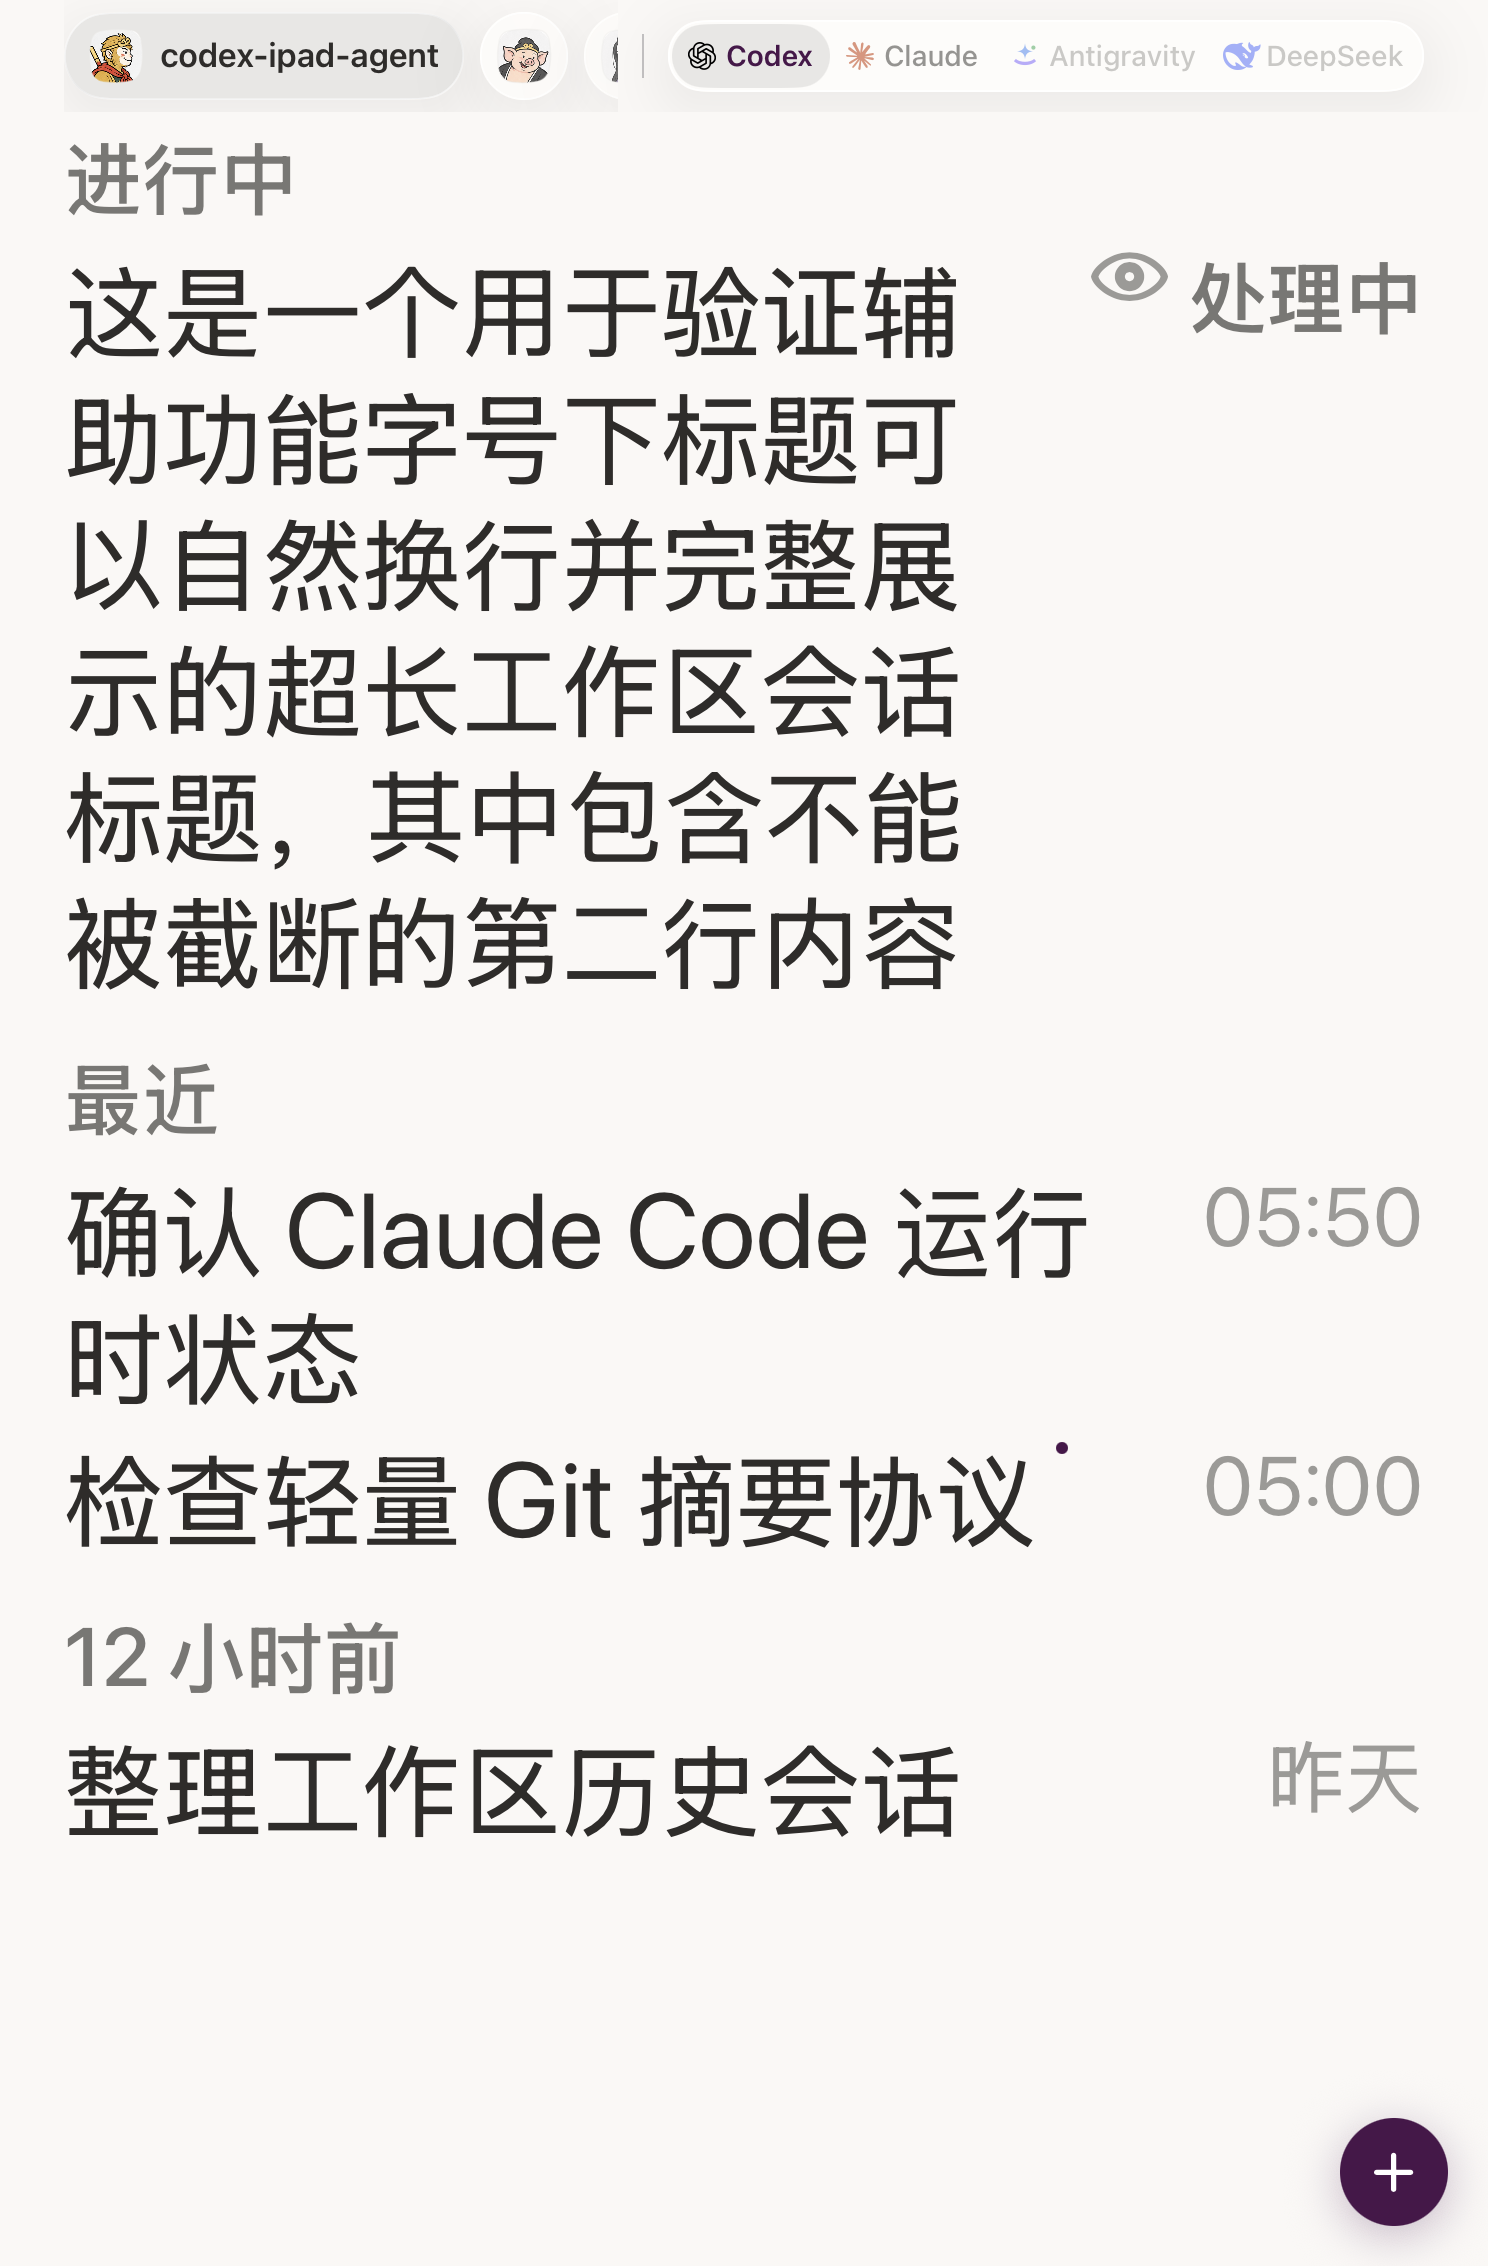 codex-ipad-agent
Codex
Claude
Antigravity
DeepSeek
进行中
这是一个用于验证辅
助功能字号下标题可
以自然换行并完整展
示的超长工作区会话
标题，其中包含不能
被截断的第二行内容
处理中
最近
确认 Claude Code 运行
时状态
05:50
检查轻量 Git 摘要协议
05:00
12 小时前
整理工作区历史会话
昨天